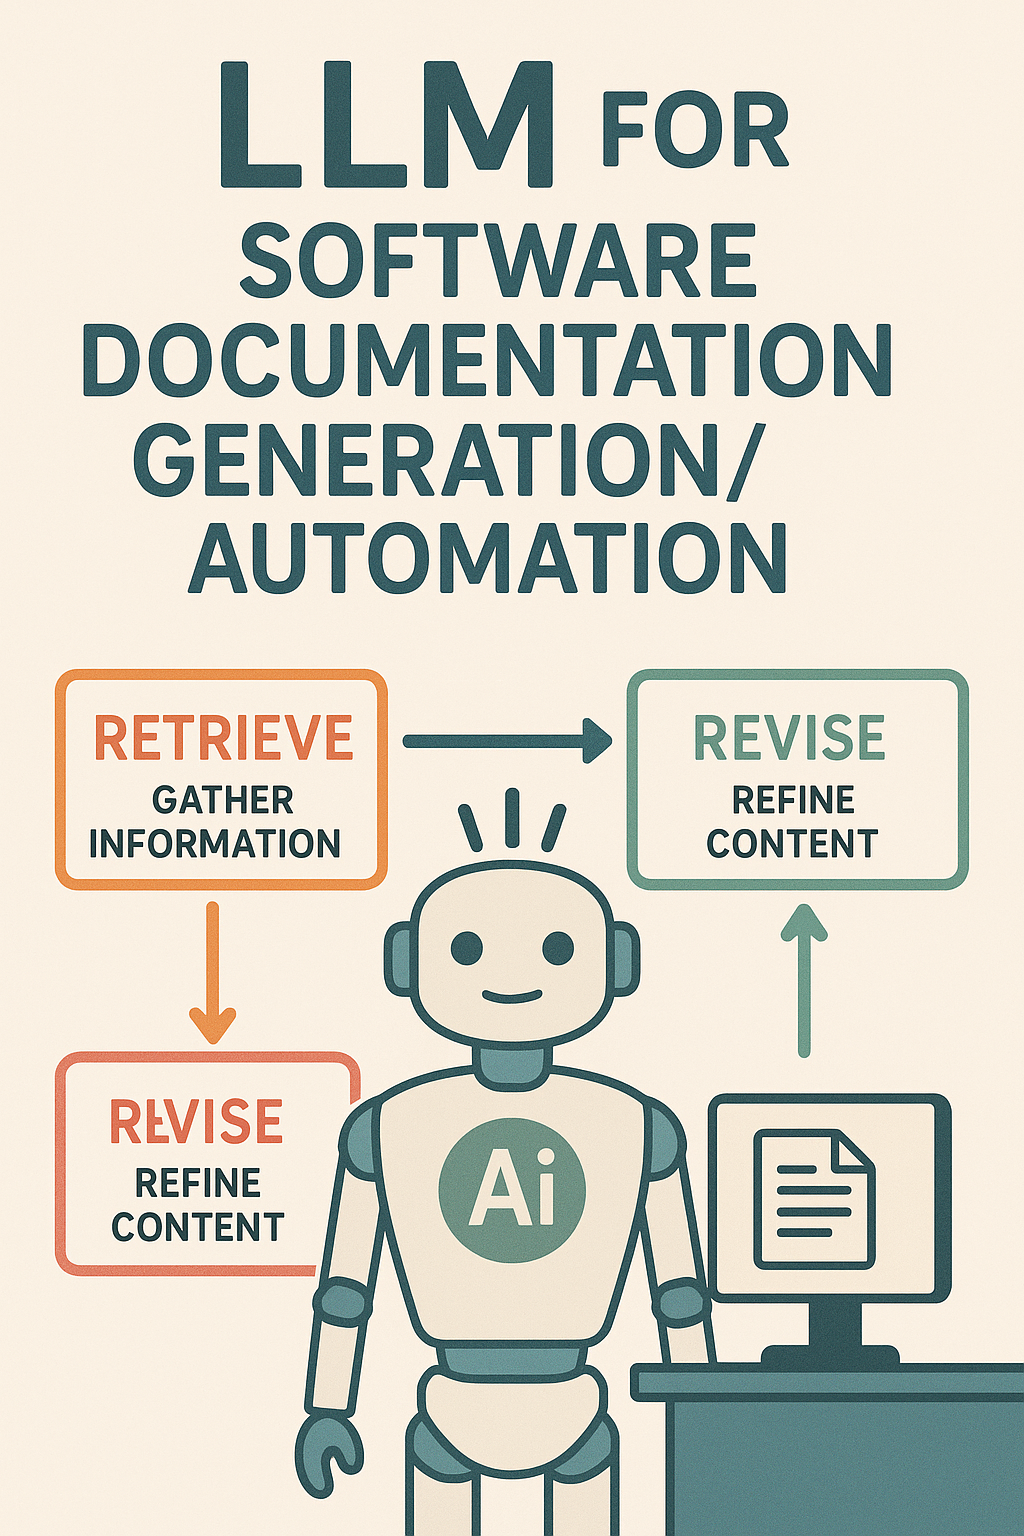 LLM FOR
SOFTWARE
DOCUMENTATION
GENERATION/
AUTOMATION
RETRIEVE
GATHER
INFORMATION
REVISE
REFINE
CONTENT
REVISE
REFINE
CONTENT
Ai